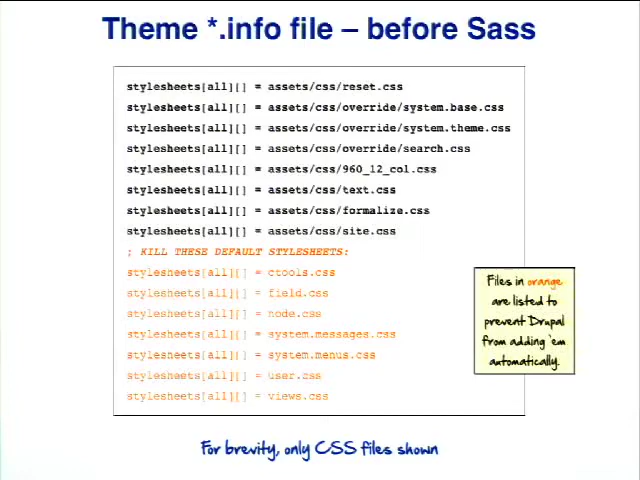 Theme *.info file – before Sass
stylesheets[all][] = assets/css/reset.css
stylesheets[all][] = assets/css/override/system.base.css
stylesheets[all][] = assets/css/override/system.theme.css
stylesheets[all][] = assets/css/override/search.css
stylesheets[all][] = assets/css/960_12_col.css
stylesheets[all][] = assets/css/text.css
stylesheets[all][] = assets/css/formalize.css
stylesheets[all][] = assets/css/site.css
; KILL THESE DEFAULT STYLESHEETS:
stylesheets[all][] = ctools.css
stylesheets[all][] = field.css
stylesheets[all][] = node.css
stylesheets[all][] = system.messages.css
stylesheets[all][] = system.menus.css
stylesheets[all][] = user.css
stylesheets[all][] = views.css
Files in orange
are listed to
prevent Drupal
from adding `em
automatically.
For brevity, only CSS files shown